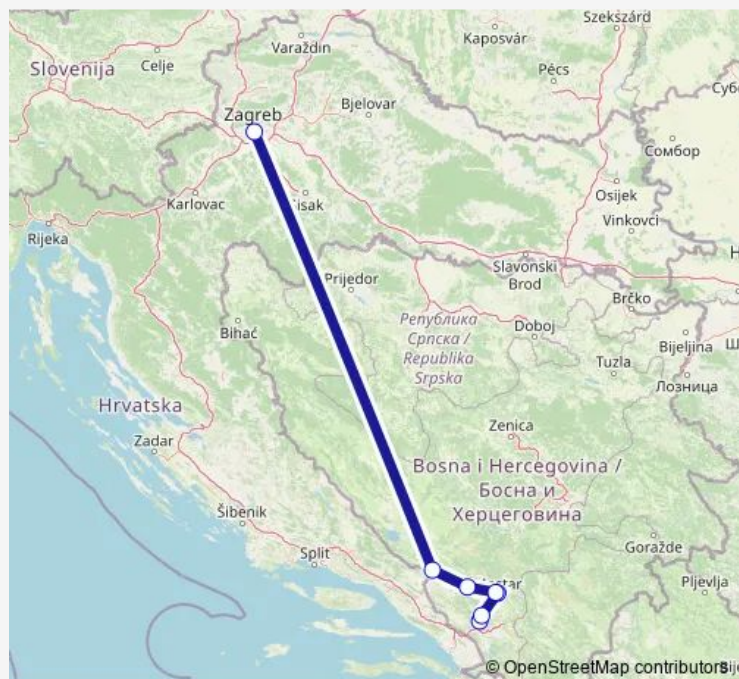 Szekszárd
Kaposvár
Varaždin
Celje
Slovenija
Pécs
Bjelovar
Zagreb
Сомбор
Karlovac
Osijek
Vinkovci
Rijeka
Prijedor
Slavonski
Brod
Brčko
Република
Српска /
Republika
Srpska
Doboj
Bihać
Bijeljina
Tuzla
Лозница
Hrvatska
Zadar
Zenica
Bosna i Hercegovina /
Босна и
Херцеговина
Šibenik
Split
Goražde
Pljevlja
© OpenStreetMap contributors